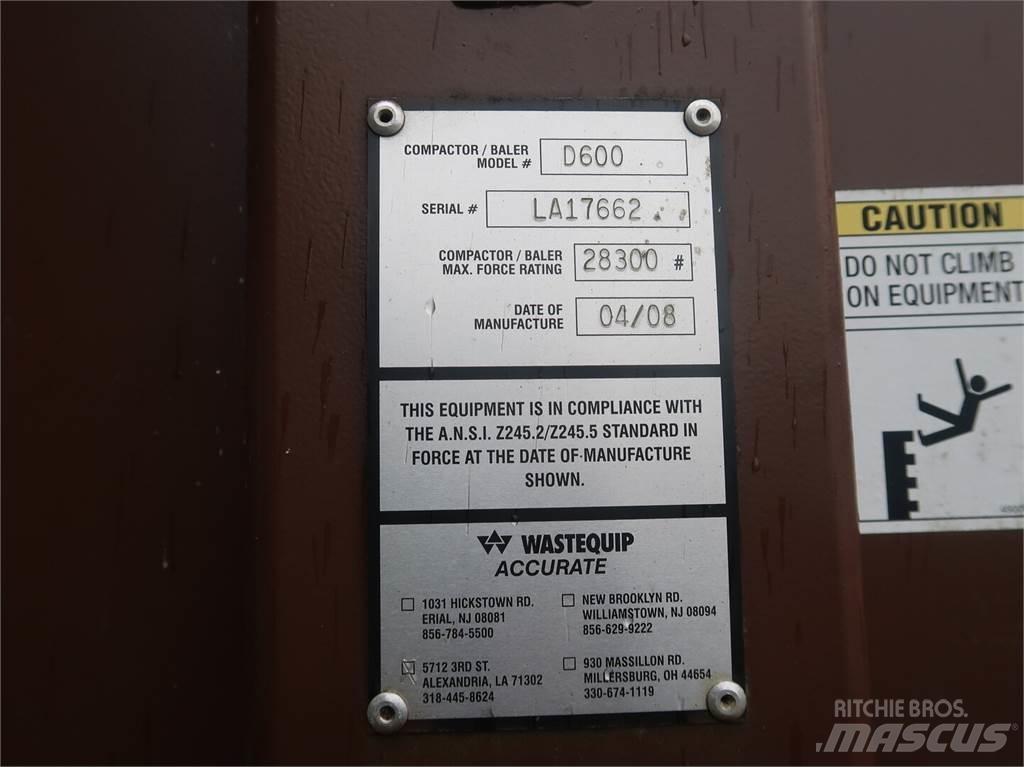 COMPACTOR / BALER
MODEL # D600
SERIAL # LA17662
COMPACTOR / BALER
MAX. FORCE RATING 28300 #
DATE OF
MANUFACTURE 04/08
THIS EQUIPMENT IS IN COMPLIANCE WITH
THE A.N.S.I. Z245.2/Z245.5 STANDARD IN
FORCE AT THE DATE OF MANUFACTURE
SHOWN.
WASTEQUIP
ACCURATE
1031 HICKSTOWN RD.
ERIAL, NJ 08081
856-784-5500
NEW BROOKLYN RD.
WILLIAMSTOWN, NJ 08094
856-629-9222
5712 3RD ST.
ALEXANDRIA, LA 71302
318-445-8624
930 MASSILLON RD.
MILLERSBURG, OH 44654
330-674-1119
CAUTION
DO NOT CLIMB
ON EQUIPMENT
RITCHIE BROS.
MASCUS